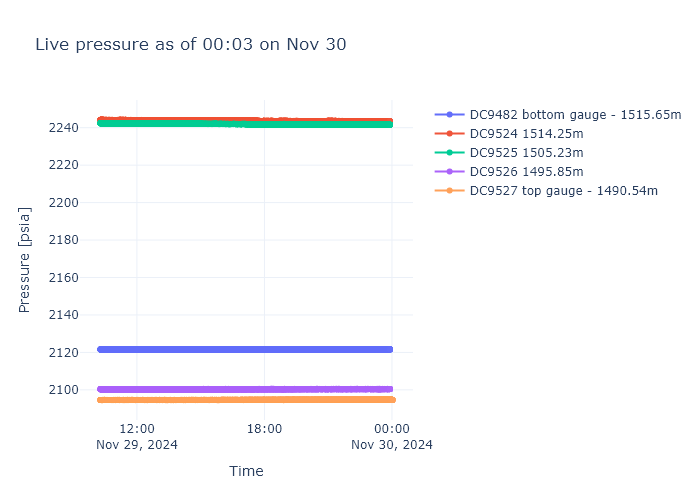 Live pressure as of 00:03 on Nov 30
DC9482 bottom gauge - 1515.65m
DC9524 1514.25m
DC9525 1505.23m
DC9526 1495.85m
DC9527 top gauge - 1490.54m
Pressure [psia]
2240
2220
2200
2180
2160
2140
2120
2100
12:00
Nov 29, 2024
18:00
00:00
Nov 30, 2024
Time